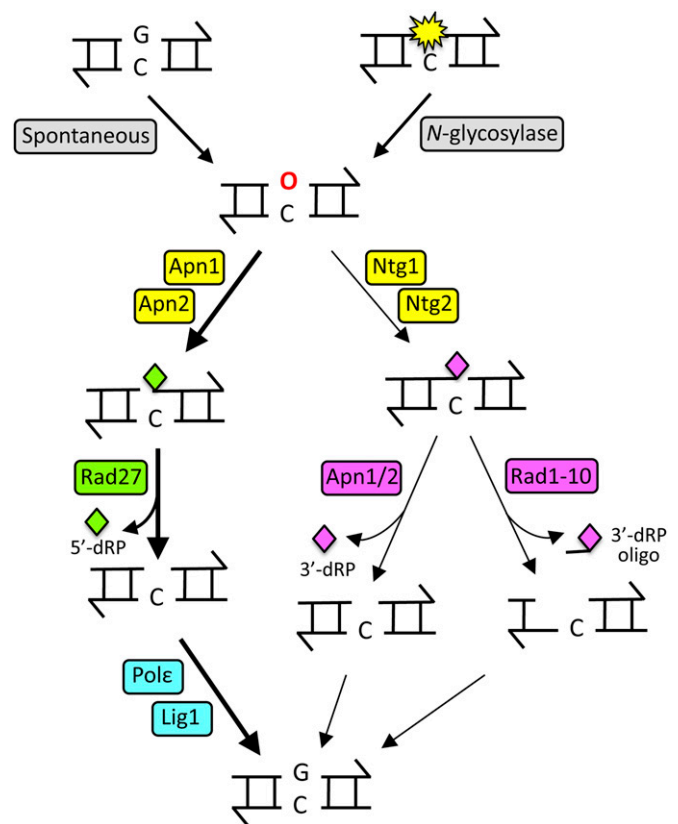 G
C
C
Spontaneous
N-glycosylase
O
C
Apn1
Apn2
Ntg1
Ntg2
C
C
Rad27
Apn1/2
Rad1-10
5’-dRP
3’-dRP
3’-dRP
oligo
C
C
C
Polε
Lig1
G
C